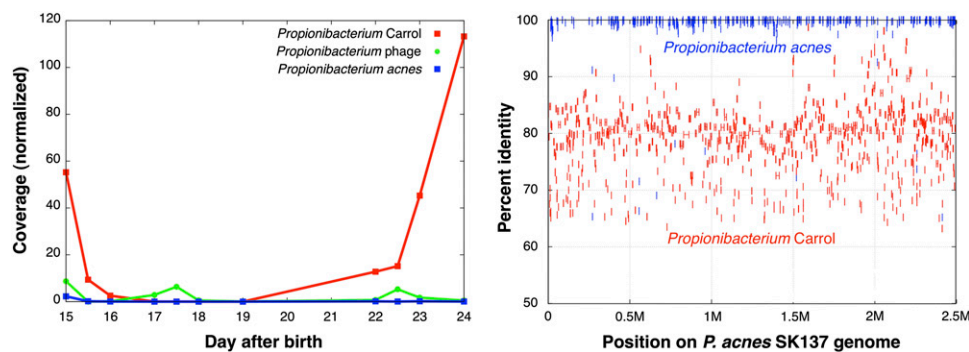 120
100
80
60
40
20
0
Coverage (normalized)
Propionibacterium Carrol
Propionibacterium phage
Propionibacterium acnes
15 16 17 18 19 20 21 22 23 24
Day after birth
100
90
80
70
60
50
Percent identity
Propionibacterium acnes
Propionibacterium Carrol
0 0.5M 1M 1.5M 2M 2.5M
Position on P. acnes SK137 genome